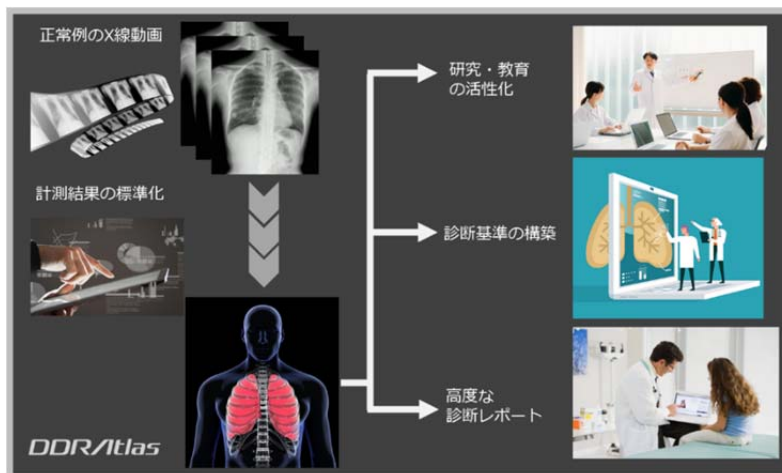 正常例のX線動画
計測結果の標準化
DDRAtlas
研究・教育
の活性化
診断基準の構築
高度な
診断レポート